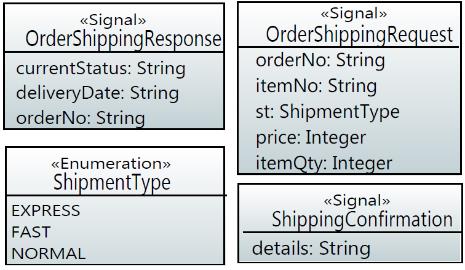 «Signal»
OrderShippingResponse
currentStatus: String
deliveryDate: String
orderNo: String
«Signal»
OrderShippingRequest
orderNo: String
itemNo: String
st: ShipmentType
price: Integer
itemQty: Integer
«Enumeration»
ShipmentType
EXPRESS
FAST
NORMAL
«Signal»
ShippingConfirmation
details: String